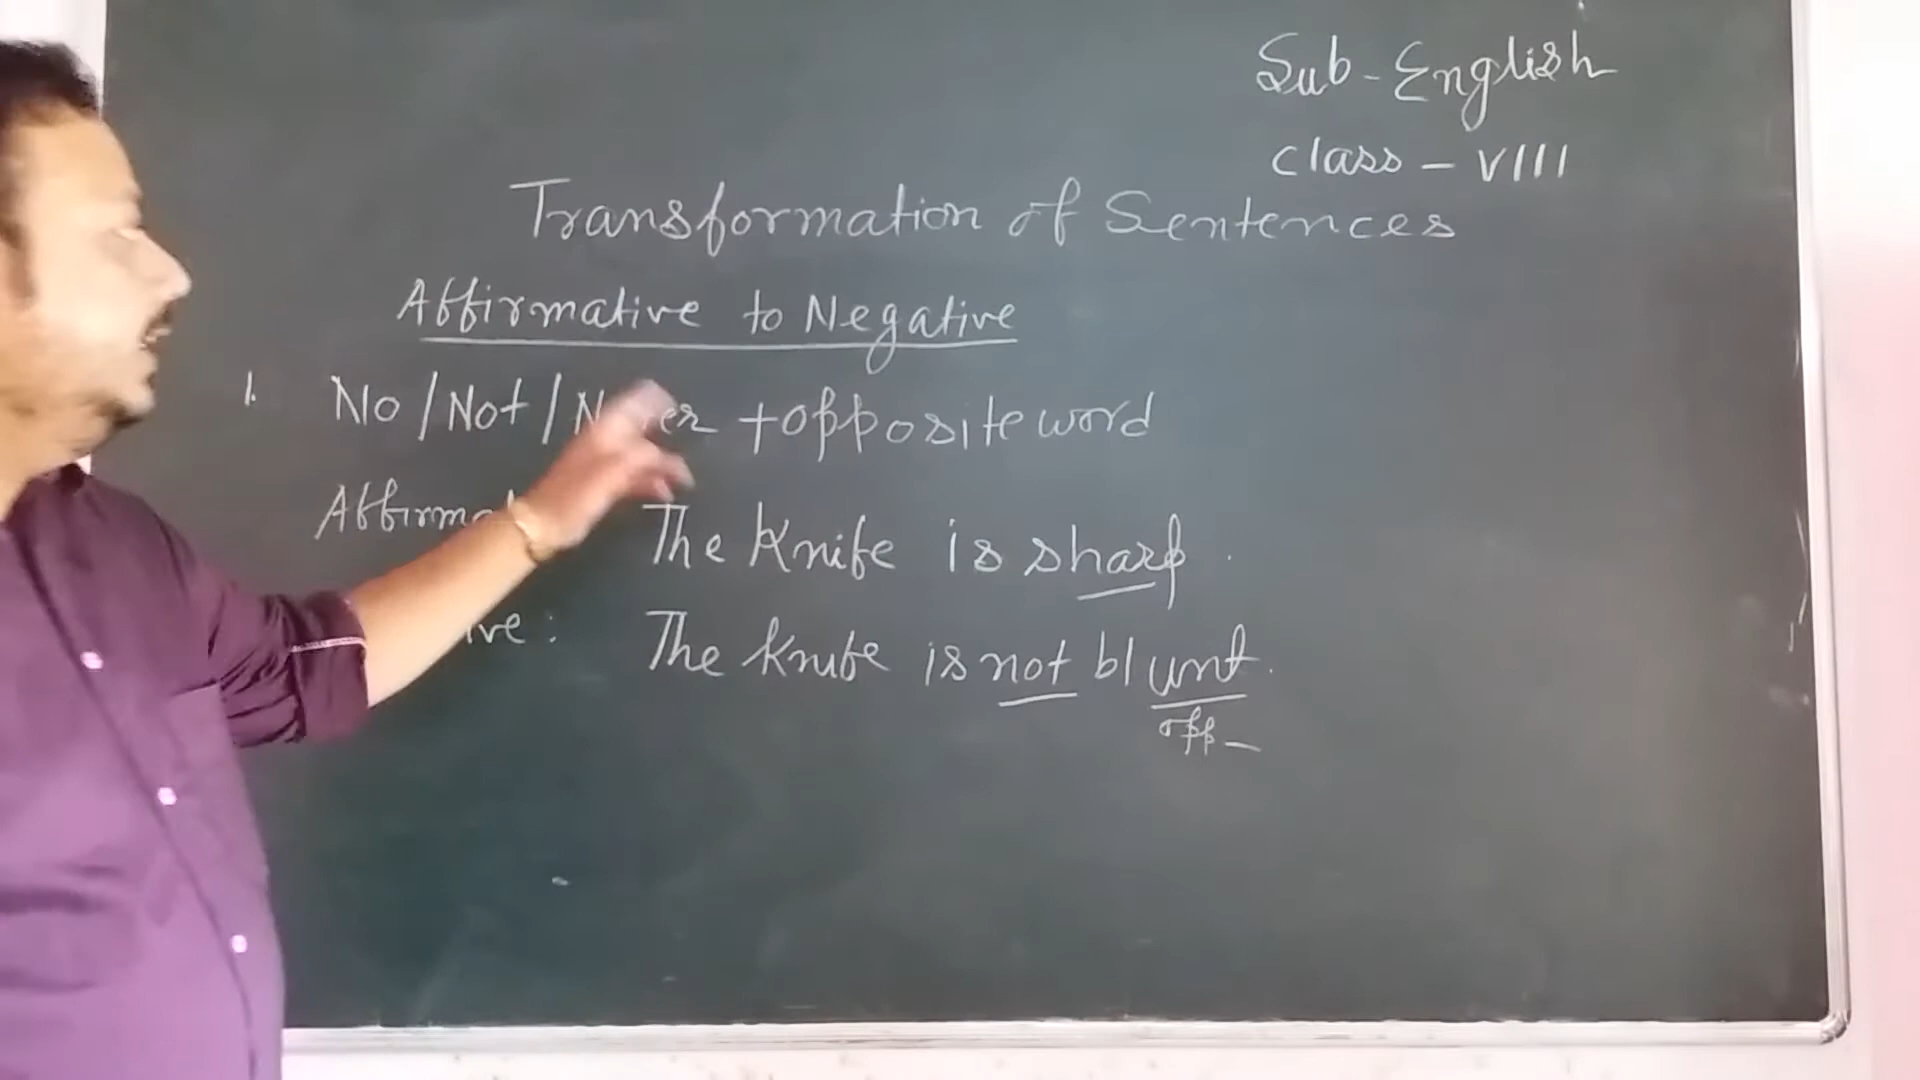 Sub - English
Class - VIII
Transformation of Sentences
Affirmative to Negative
1. No / Not / + opposite word
The Knife is sharp.
The Knife is not blunt.
opp -